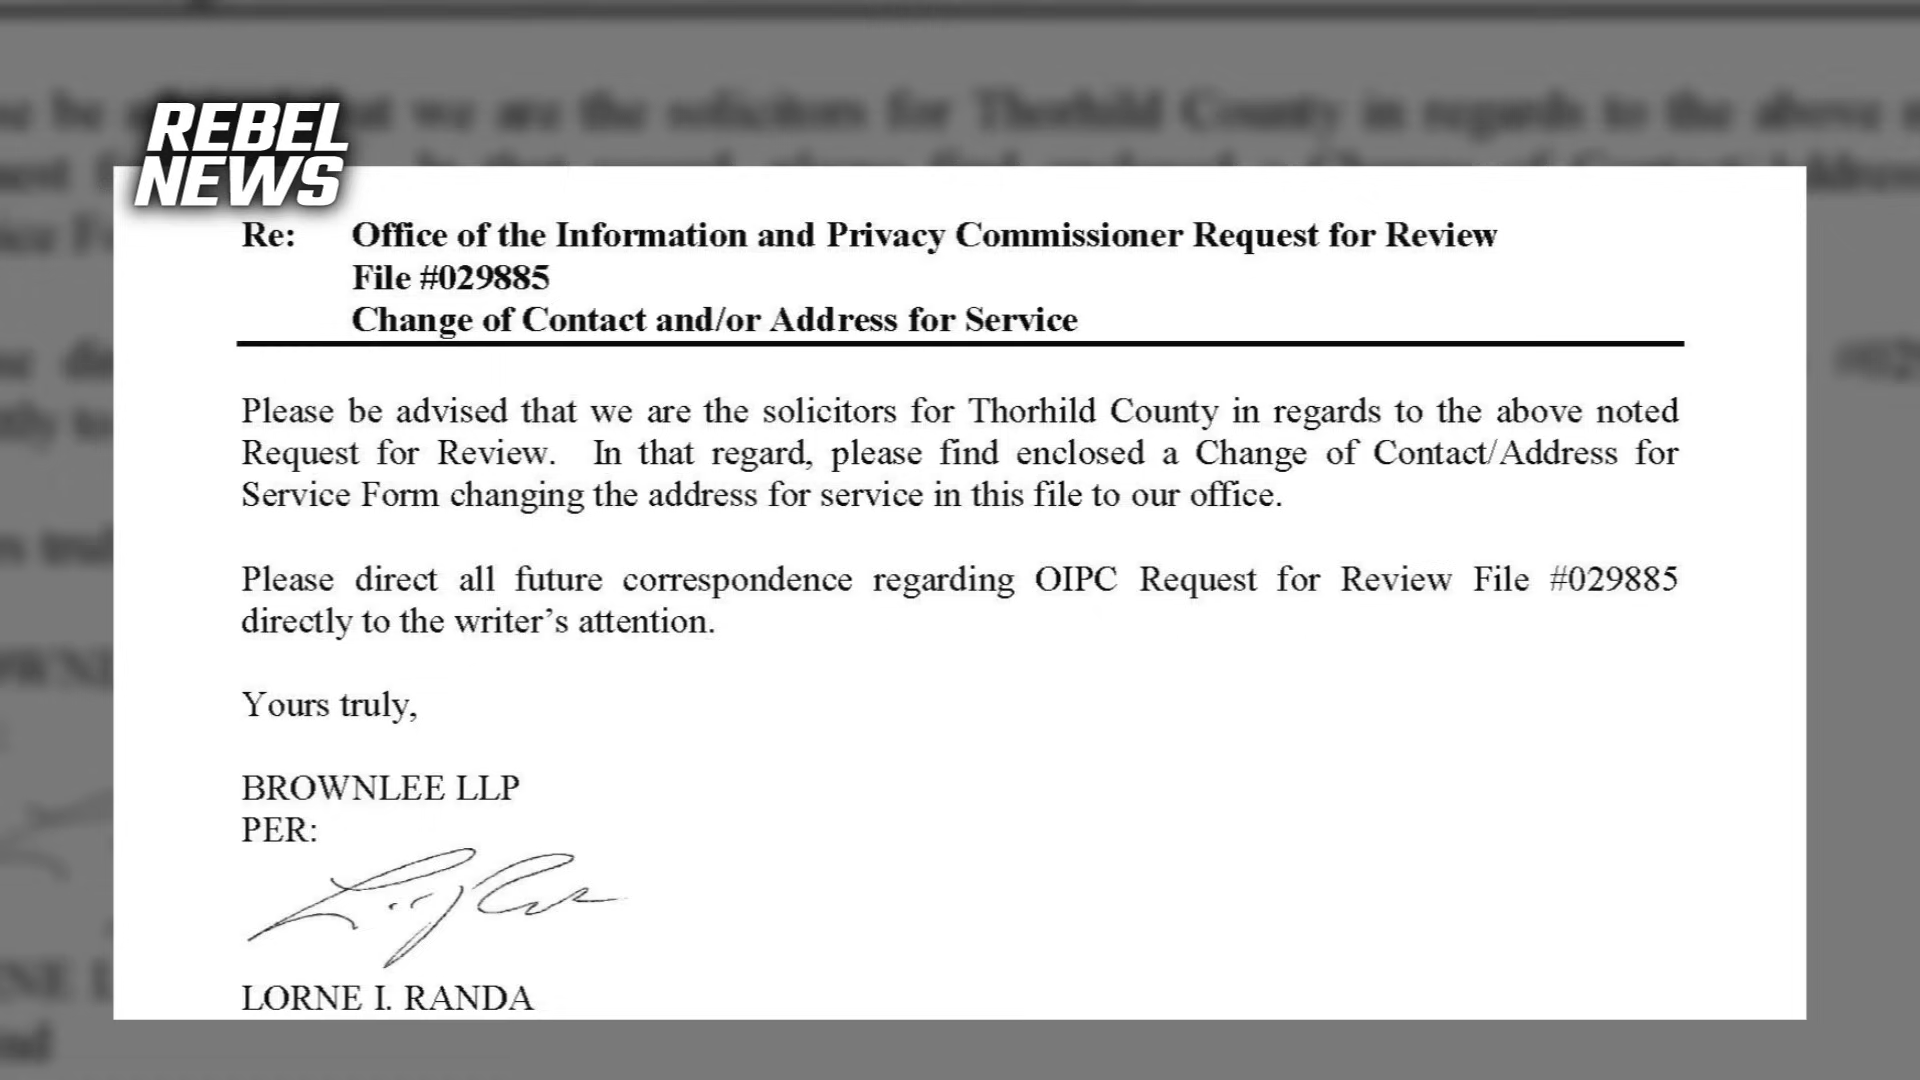 REBEL
NEWS
Re: Office of the Information and Privacy Commissioner Request for Review
File #029885
Change of Contact and/or Address for Service
Please be advised that we are the solicitors for Thorhild County in regards to the above noted
Request for Review. In that regard, please find enclosed a Change of Contact/Address for
Service Form changing the address for service in this file to our office.
Please direct all future correspondence regarding OIPC Request for Review File #029885
directly to the writer's attention.
Yours truly,
BROWNLEE LLP
PER:
LORNE I. RANDA